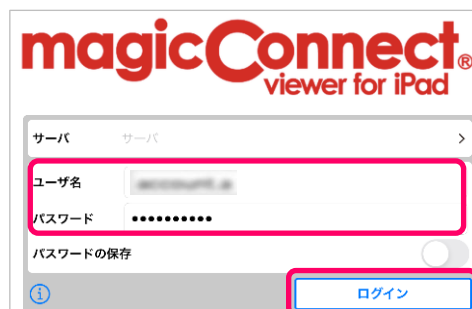 magicConnect®
viewer for iPad
サーバ サーバ
ユーザ名
パスワード ••••••••••
パスワードの保存
ログイン